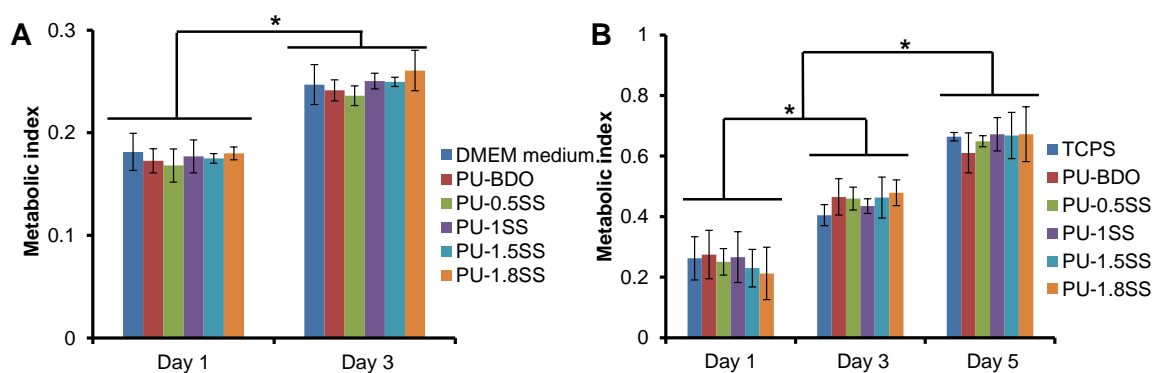 A
Metabolic index
0.3
0.2
0.1
0
*
Day 1
Day 3
DMEM medium.
PU-BDO
PU-0.5SS
PU-1SS
PU-1.5SS
PU-1.8SS
B
Metabolic index
1
0.8
0.6
0.4
0.2
0
*
*
Day 1
Day 3
Day 5
TCPS
PU-BDO
PU-0.5SS
PU-1SS
PU-1.5SS
PU-1.8SS